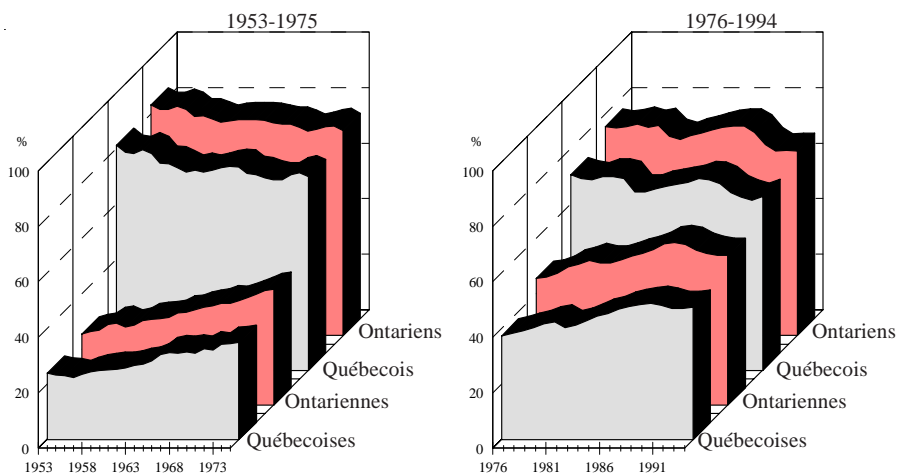 1953-1975
%
100
80
60
40
20
0
1953 1958 1963 1968 1973
Ontariens
Québecois
Ontariennes
Québecoises
1976-1994
%
100
80
60
40
20
0
1976 1981 1986 1991
Ontariens
Québecois
Ontariennes
Québecoises